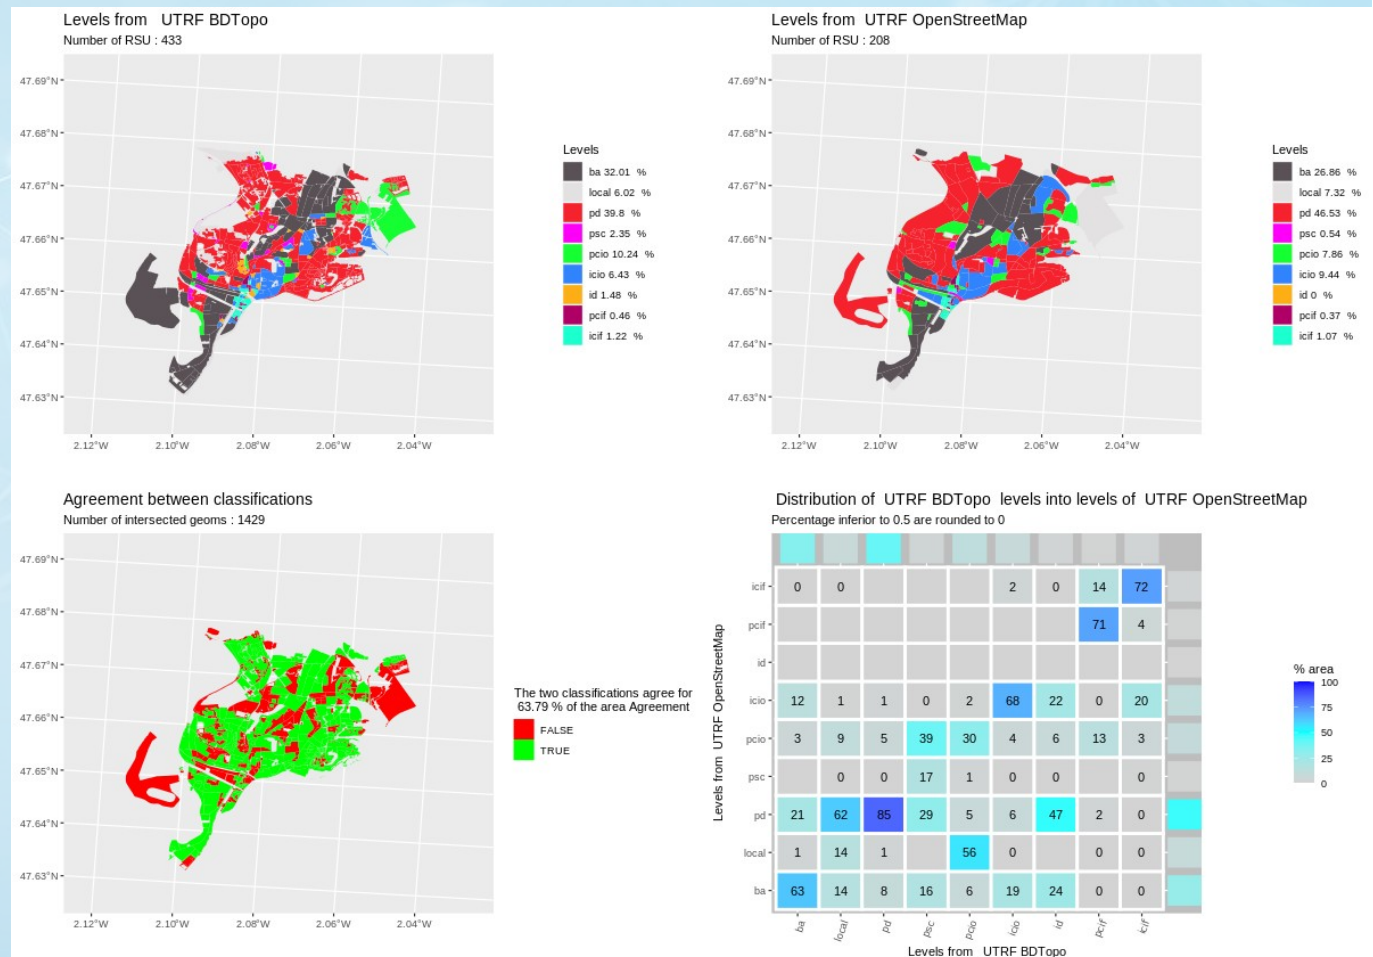 Levels from UTRF BDTopo
Number of RSU : 433
47.69°N
47.68°N
47.67°N
47.66°N
47.65°N
47.64°N
47.63°N
2.12°W 2.10°W 2.08°W 2.06°W 2.04°W
Levels
ba 32.01 %
local 6.02 %
pd 39.8 %
psc 2.35 %
pcio 10.24 %
icio 6.43 %
id 1.48 %
pcif 0.46 %
icif 1.22 %
Levels from UTRF OpenStreetMap
Number of RSU : 208
47.69°N
47.68°N
47.67°N
47.66°N
47.65°N
47.64°N
47.63°N
2.12°W 2.10°W 2.08°W 2.06°W 2.04°W
Levels
ba 26.86 %
local 7.32 %
pd 46.53 %
psc 0.54 %
pcio 7.86 %
icio 9.44 %
id 0 %
pcif 0.37 %
icif 1.07 %
Agreement between classifications
Number of intersected geoms : 1429
47.69°N
47.68°N
47.67°N
47.66°N
47.65°N
47.64°N
47.63°N
2.12°W 2.10°W 2.08°W 2.06°W 2.04°W
The two classifications agree for
63.79 % of the area Agreement
FALSE
TRUE
Distribution of UTRF BDTopo levels into levels of UTRF OpenStreetMap
Percentage inferior to 0.5 are rounded to 0
Levels from UTRF OpenStreetMap
icif 0 0 2 0 14 72
pcif 71 4
id
icio 12 1 1 0 2 68 22 0 20
pcio 3 9 5 39 30 4 6 13 3
psc 0 0 17 1 0 0 0
pd 21 62 85 29 5 6 47 2 0
local 1 14 1 56 0 0 0
ba 63 14 8 16 6 19 24 0 0
ba local pd psc pcio icio id pcif icif
Levels from UTRF BDTopo
% area
100
75
50
25
0